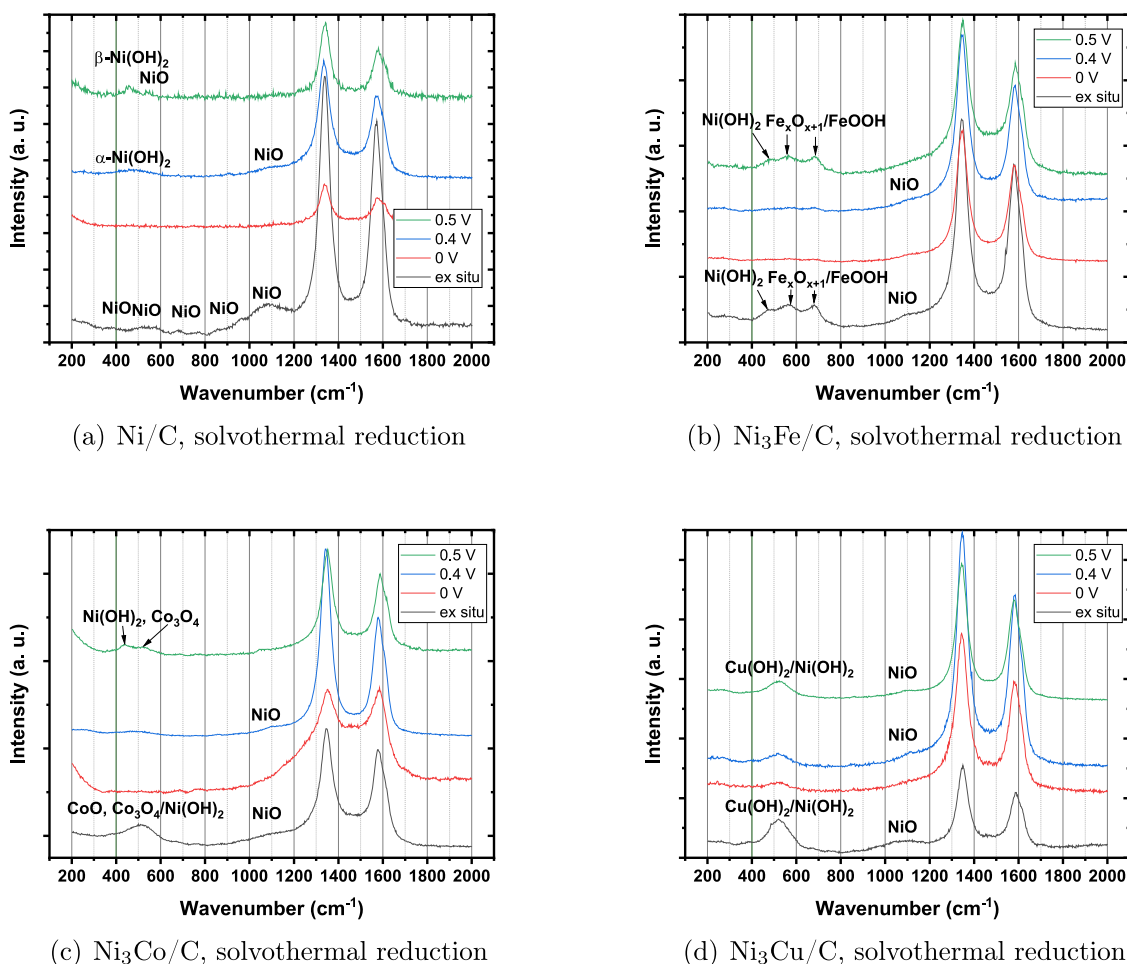 β-Ni(OH)2
NiO
α-Ni(OH)2
NiO
0.5 V
0.4 V
0 V
ex situ
NiO NiO NiO NiO NiO
Intensity (a. u.)
200 400 600 800 1000 1200 1400 1600 1800 2000
Wavenumber (cm-1)
(a) Ni/C, solvothermal reduction
0.5 V
0.4 V
0 V
ex situ
Ni(OH)2 FexOx+1/FeOOH
NiO
Ni(OH)2 FexOx+1/FeOOH
NiO
Intensity (a. u.)
200 400 600 800 1000 1200 1400 1600 1800 2000
Wavenumber (cm-1)
(b) Ni3Fe/C, solvothermal reduction
0.5 V
0.4 V
0 V
ex situ
Ni(OH)2, Co3O4
NiO
CoO, Co3O4/Ni(OH)2
NiO
Intensity (a. u.)
200 400 600 800 1000 1200 1400 1600 1800 2000
Wavenumber (cm-1)
(c) Ni3Co/C, solvothermal reduction
0.5 V
0.4 V
0 V
ex situ
Cu(OH)2/Ni(OH)2
NiO
Cu(OH)2/Ni(OH)2
NiO
Intensity (a. u.)
200 400 600 800 1000 1200 1400 1600 1800 2000
Wavenumber (cm-1)
(d) Ni3Cu/C, solvothermal reduction